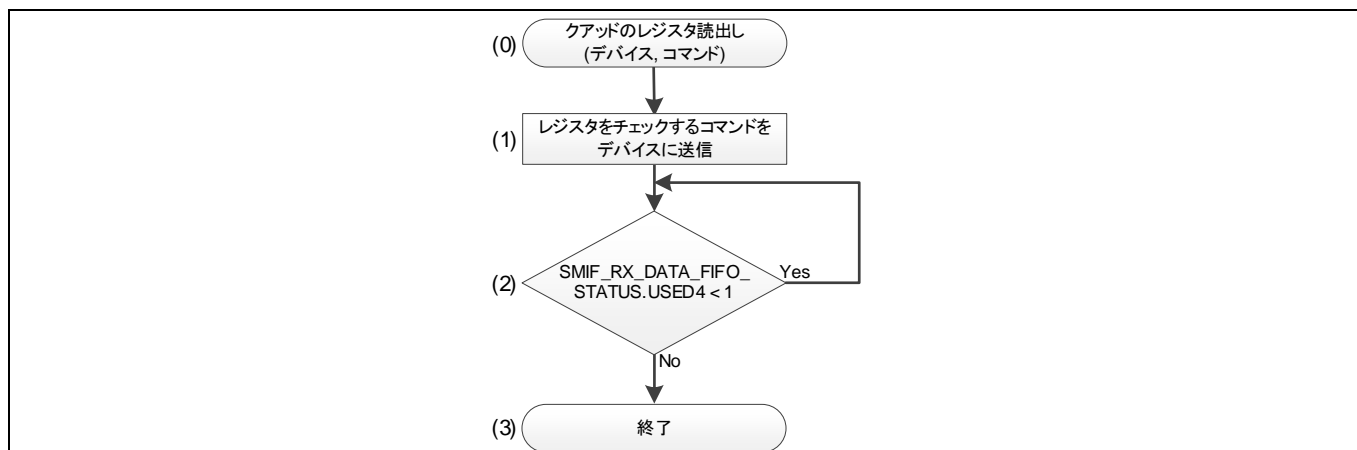 (0)
クアッドのレジスタ読出し
(デバイス, コマンド)
(1)
レジスタをチェックするコマンドを
デバイスに送信
(2)
SMIF_RX_DATA_FIFO_
STATUS.USED4 < 1
Yes
No
(3)
終了